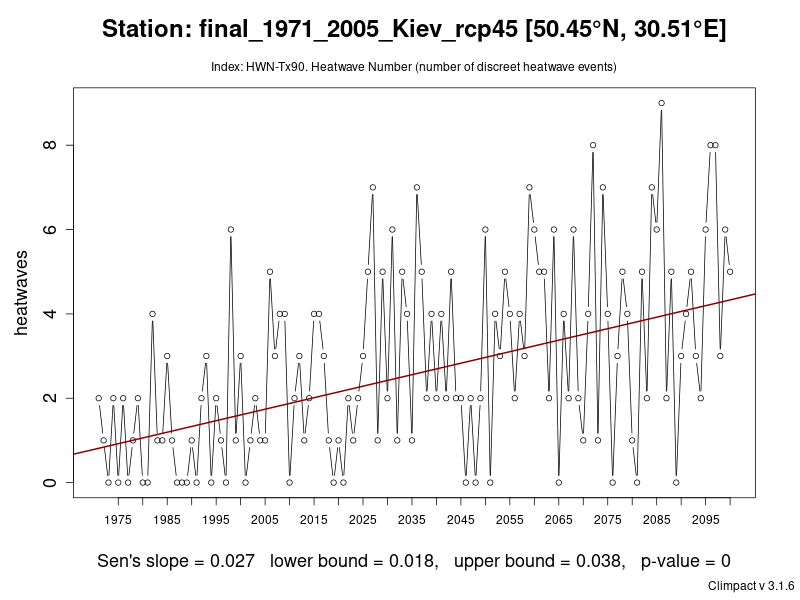 Station: final_1971_2005_Kiev_rcp45 [50.45°N, 30.51°E]
Index: HWN-Tx90. Heatwave Number (number of discreet heatwave events)
heatwaves
8
6
4
2
0
1975 1985 1995 2005 2015 2025 2035 2045 2055 2065 2075 2085 2095
Sen's slope = 0.027 lower bound = 0.018, upper bound = 0.038, p-value = 0
Climpact v 3.1.6